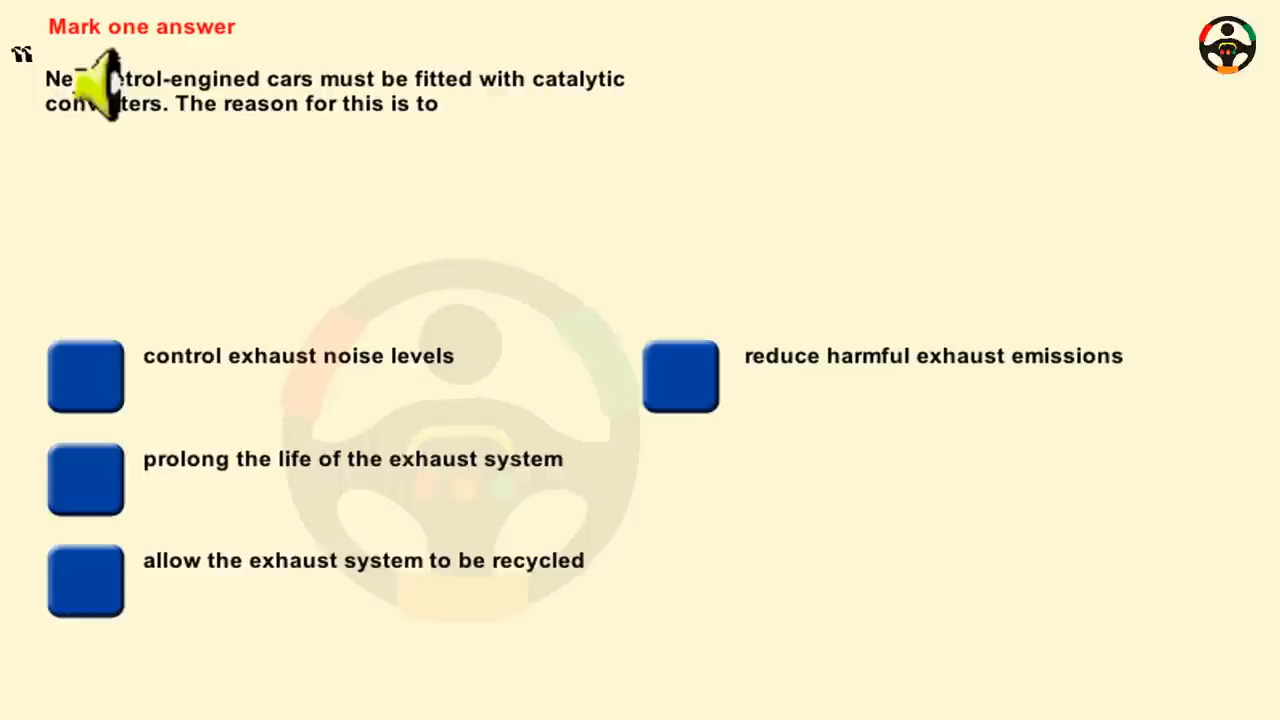 Mark one answer
“
Ne trol-engined cars must be fitted with catalytic
con ters. The reason for this is to
control exhaust noise levels
reduce harmful exhaust emissions
prolong the life of the exhaust system
allow the exhaust system to be recycled